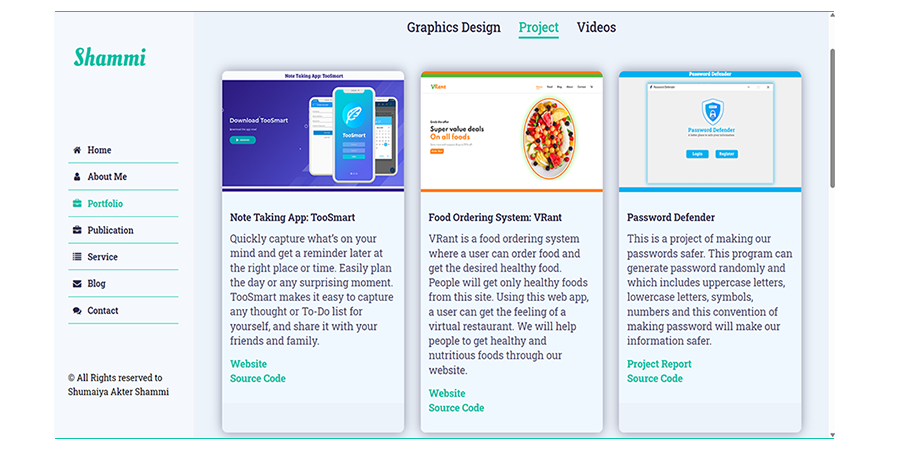 Shammi
Home
About Me
Portfolio
Publication
Service
Blog
Contact
© All Rights reserved to
Shumaiya Akter Shammi
Graphics Design Project Videos
Note Taking App: TooSmart
Download TooSmart
TooSmart
Note Taking App: TooSmart
Quickly capture what's on your
mind and get a reminder later at
the right place or time. Easily plan
the day or any surprising moment.
TooSmart makes it easy to capture
any thought or To-Do list for
yourself, and share it with your
friends and family.
Website
Source Code
VRant
Super value deals
On all foods
Food Ordering System: VRant
VRant is a food ordering system
where a user can order food and
get the desired healthy food.
People will get only healthy foods
from this site. Using this web app,
a user can get the feeling of a
virtual restaurant. We will help
people to get healthy and
nutritious foods through our
website.
Website
Source Code
Password Defender
Password Defender
Password Defender
Login Register
Password Defender
This is a project of making our
passwords safer. This program can
generate password randomly and
which includes uppercase letters,
lowercase letters, symbols,
numbers and this convention of
making password will make our
information safer.
Project Report
Source Code